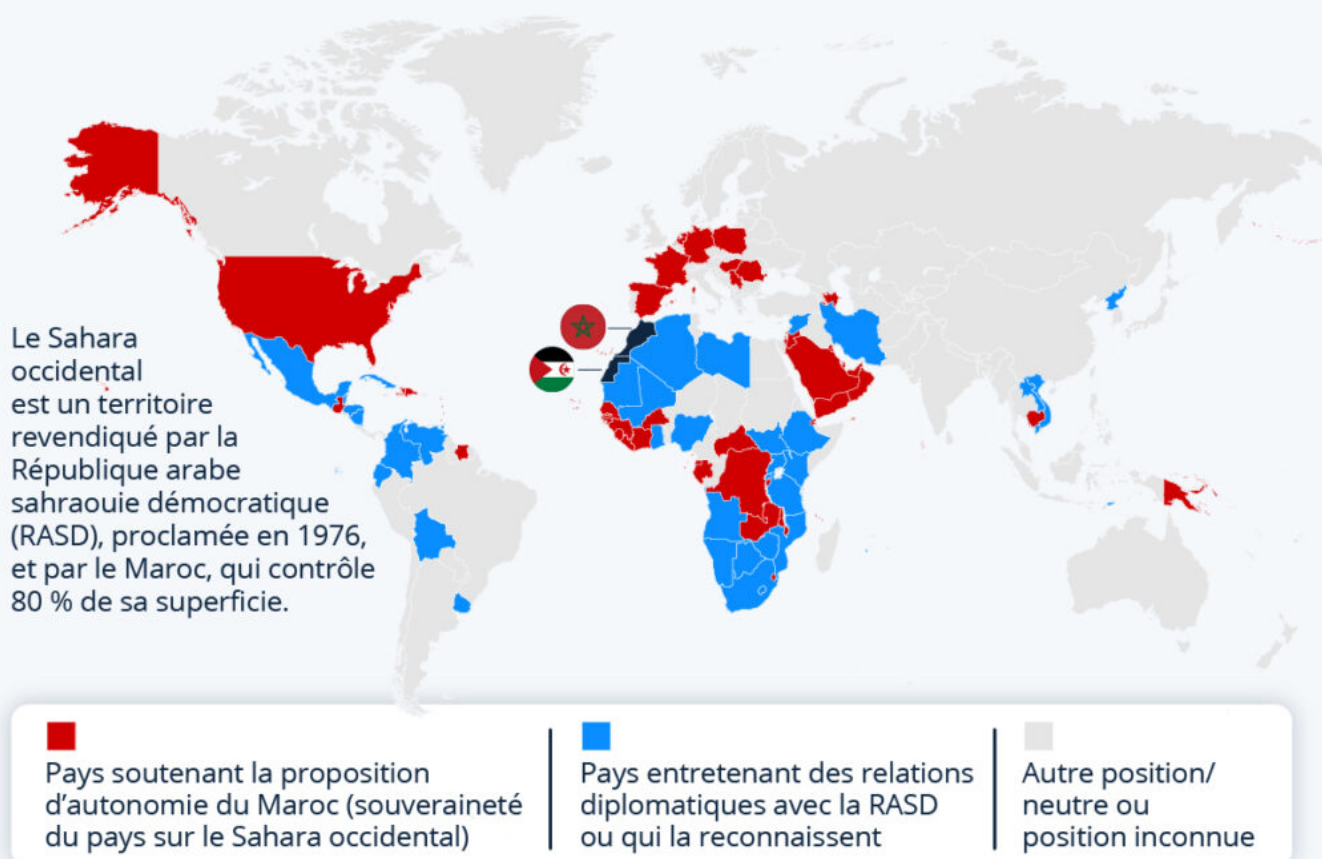 Le Sahara
occidental
est un territoire
revendiqué par la
République arabe
sahraouie démocratique
(RASD), proclamée en 1976,
et par le Maroc, qui contrôle
80 % de sa superficie.
Pays soutenant la proposition
d'autonomie du Maroc (souveraineté
du pays sur le Sahara occidental)
Pays entretenant des relations
diplomatiques avec la RASD
ou qui la reconnaissent
Autre position/
neutre ou
position inconnue